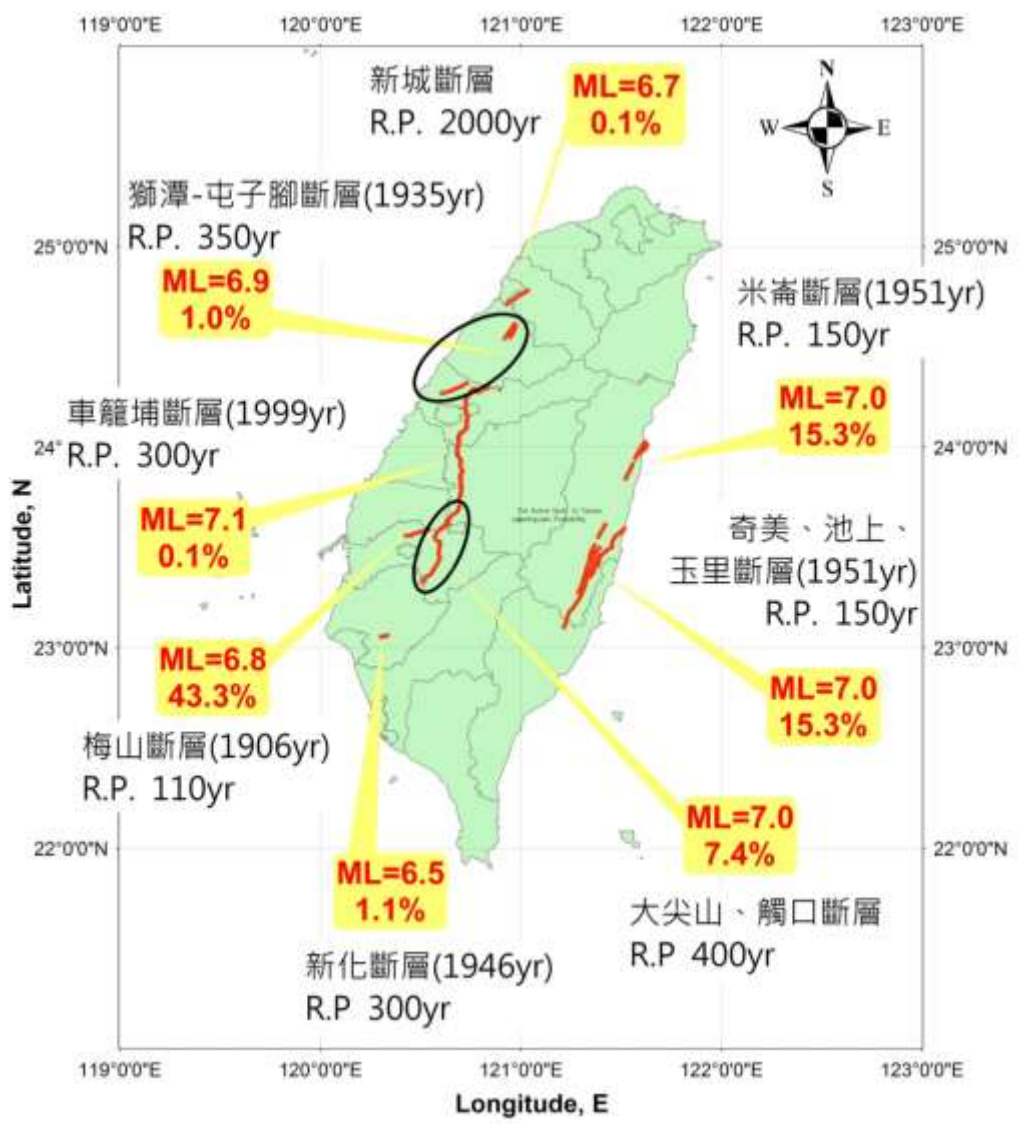 119°0'0"E
120°0'0"E
121°0'0"E
122°0'0"E
123°0'0"E
新城斷層
R.P. 2000yr
ML=6.7
0.1%
N
W
E
S
獅潭-屯子腳斷層(1935yr)
R.P. 350yr
25°0'0"N
25°0'0"N
ML=6.9
1.0%
米崙斷層(1951yr)
R.P. 150yr
ML=7.0
15.3%
車籠埔斷層(1999yr)
R.P. 300yr
24°
24°0'0"N
ML=7.1
0.1%
奇美、池上、
玉里斷層(1951yr)
R.P. 150yr
Latitude, N
23°0'0"N
23°0'0"N
ML=6.8
43.3%
ML=7.0
15.3%
梅山斷層(1906yr)
R.P. 110yr
ML=7.0
7.4%
22°0'0"N
22°0'0"N
ML=6.5
1.1%
大尖山、觸口斷層
R.P 400yr
新化斷層(1946yr)
R.P 300yr
119°0'0"E
120°0'0"E
121°0'0"E
122°0'0"E
123°0'0"E
Longitude, E